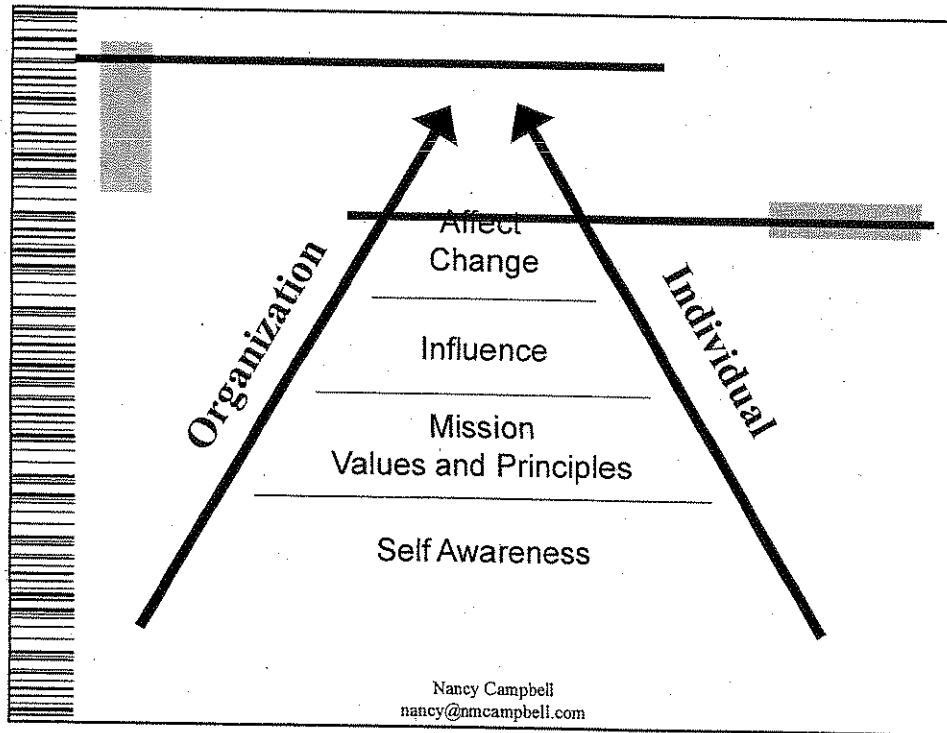 Affect
Change
Organization
Individual
Influence
Mission
Values and Principles
Self Awareness
Nancy Campbell
nancy@nmcampbell.com